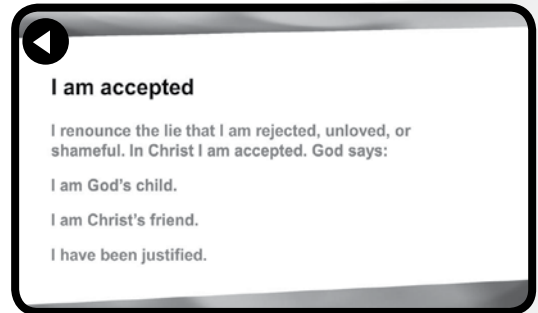 I am accepted
I renounce the lie that I am rejected, unloved, or
shameful. In Christ I am accepted. God says:
I am God's child.
I am Christ's friend.
I have been justified.